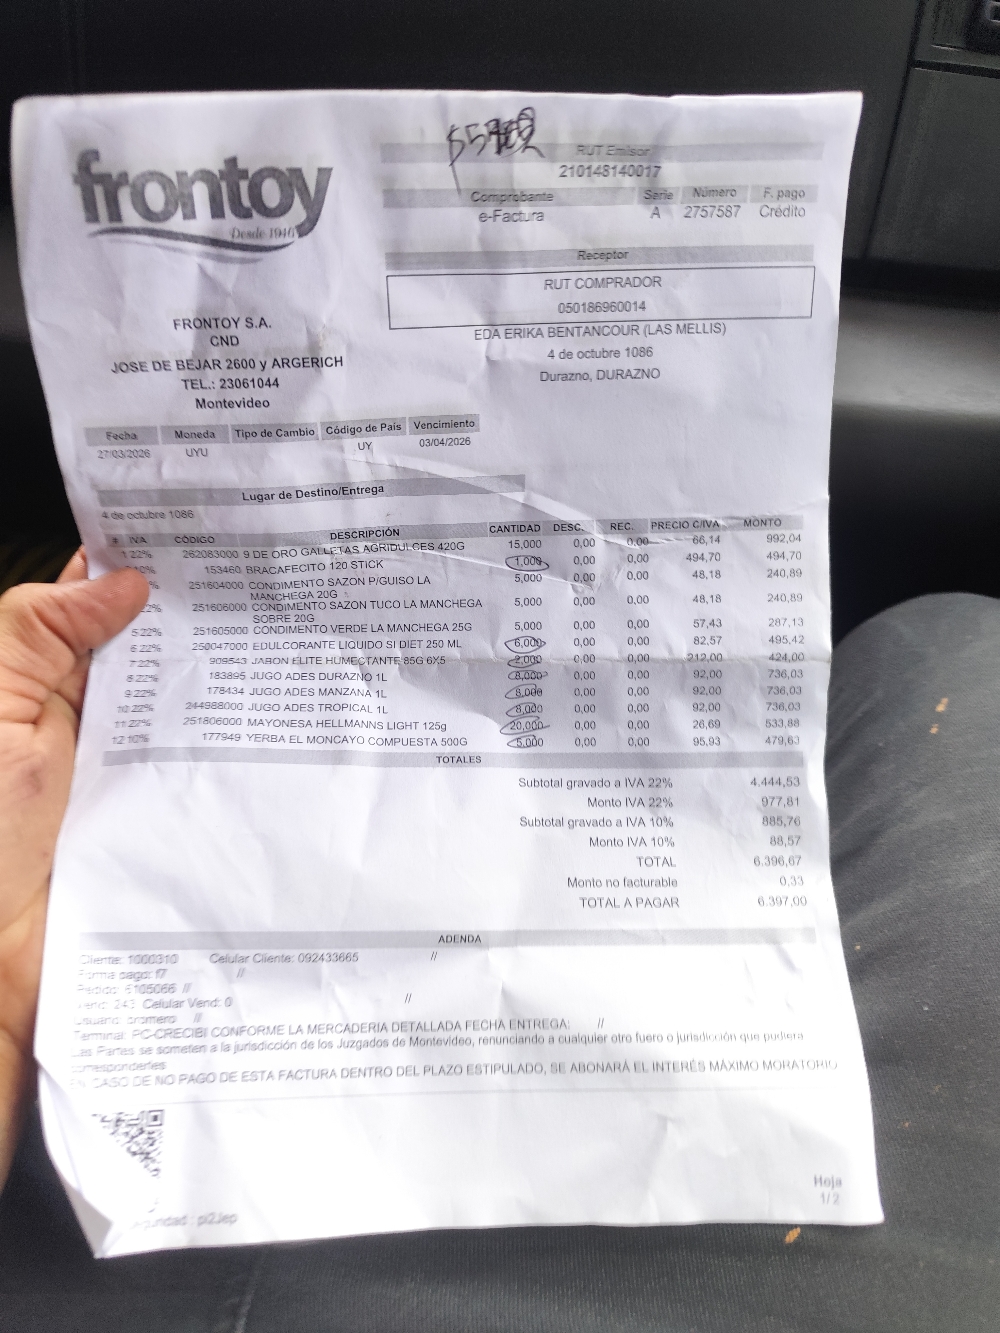 frontoy
Desde 1946
RUT Emisor
210148140017
Comprobante Serie Número F. pago
e-Factura A 2757587 Crédito
Receptor
RUT COMPRADOR
050186960014
EDA ERIKA BENTANCOUR (LAS MELLIS)
4 de octubre 1086
Durazno, DURAZNO
FRONTOY S.A.
CND
JOSE DE BEJAR 2600 y ARGERICH
TEL.: 23061044
Montevideo
Fecha Moneda Tipo de Cambio Código de País Vencimiento
27/03/2026 UYU UY 03/04/2026
Lugar de Destino/Entrega
4 de octubre 1086
# IVA CÓDIGO DESCRIPCIÓN CANTIDAD DESC. REC. PRECIO C/IVA MONTO
1 22% 262083000 9 DE ORO GALLETAS AGRIDULCES 420G 15,000 0,00 0,00 66,14 992,04
153460 BRACAFECITO 120 STICK 1,000 0,00 0,00 494,70 494,70
251604000 CONDIMENTO SAZON P/GUISO LA 5,000 0,00 0,00 48,18 240,89
MANCHEGA 20G
251606000 CONDIMENTO SAZON TUCO LA MANCHEGA 5,000 0,00 0,00 48,18 240,89
SOBRE 20G
5 22% 251605000 CONDIMENTO VERDE LA MANCHEGA 25G 5,000 0,00 0,00 57,43 287,13
6 22% 250047000 EDULCORANTE LIQUIDO SI DIET 250 ML 6,000 0,00 0,00 82,57 495,42
7 22% 909543 JABON ELITE HUMECTANTE 85G 6X5 2,000 0,00 0,00 212,00 424,00
8 22% 183895 JUGO ADES DURAZNO 1L 8,000 0,00 0,00 92,00 736,03
9 22% 178434 JUGO ADES MANZANA 1L 8,000 0,00 0,00 92,00 736,03
10 22% 244988000 JUGO ADES TROPICAL 1L 8,000 0,00 0,00 92,00 736,03
11 22% 251806000 MAYONESA HELLMANNS LIGHT 125g 20,000 0,00 0,00 26,69 533,88
12 10% 177949 YERBA EL MONCAYO COMPUESTA 500G 5,000 0,00 0,00 95,93 479,63
TOTALES
Subtotal gravado a IVA 22% 4.444,53
Monto IVA 22% 977,81
Subtotal gravado a IVA 10% 885,76
Monto IVA 10% 88,57
TOTAL 6.396,67
Monto no facturable 0,33
TOTAL A PAGAR 6.397,00
ADENDA
Cliente: 1000310 Celular Cliente: 092433665 //
Forma pago: f7 //
Pedido: 6105066 //
Vend: 243 Celular Vend: 0 //
Usuario: bromero //
Terminal: PC-CRECIBI CONFORME LA MERCADERIA DETALLADA FECHA ENTREGA: //
Las Partes se someten a la jurisdicción de los Juzgados de Montevideo, renunciando a cualquier otro fuero o jurisdicción que pudiera
corresponderles
EN CASO DE NO PAGO DE ESTA FACTURA DENTRO DEL PLAZO ESTIPULADO, SE ABONARÁ EL INTERÉS MÁXIMO MORATORIO
Hoja
1/2